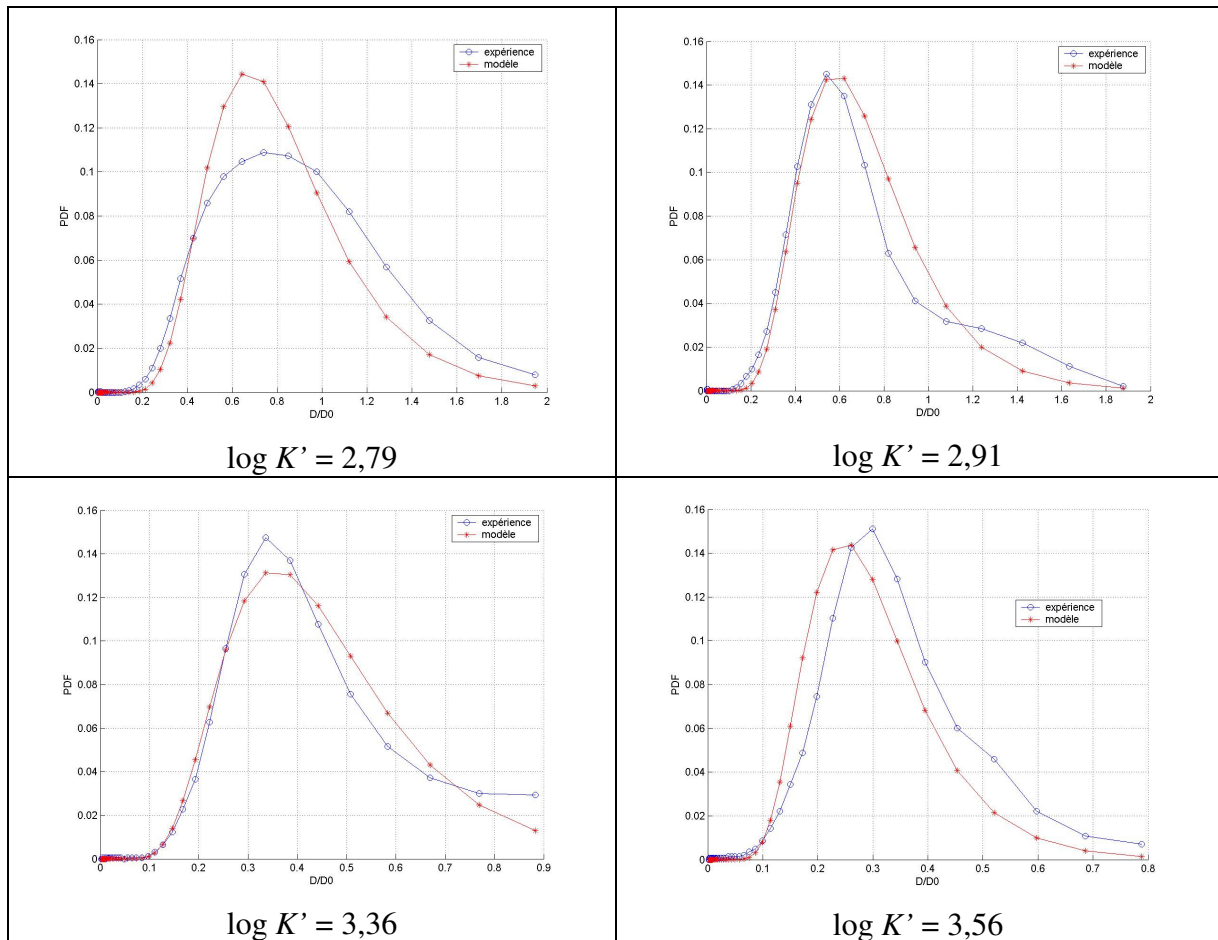 0.16
0.14
0.12
0.1
0.08
0.06
0.04
0.02
0
PDF
0 0.2 0.4 0.6 0.8 1 1.2 1.4 1.6 1.8 2
D/D0
expérience
modèle
log K’ = 2,79
0.16
0.14
0.12
0.1
0.08
0.06
0.04
0.02
0
PDF
0 0.2 0.4 0.6 0.8 1 1.2 1.4 1.6 1.8 2
D/D0
expérience
modèle
log K’ = 2,91
0.16
0.14
0.12
0.1
0.08
0.06
0.04
0.02
0
PDF
0 0.1 0.2 0.3 0.4 0.5 0.6 0.7 0.8 0.9
D/D0
expérience
modèle
log K’ = 3,36
0.16
0.14
0.12
0.1
0.08
0.06
0.04
0.02
0
PDF
0 0.1 0.2 0.3 0.4 0.5 0.6 0.7 0.8
D/D0
expérience
modèle
log K’ = 3,56